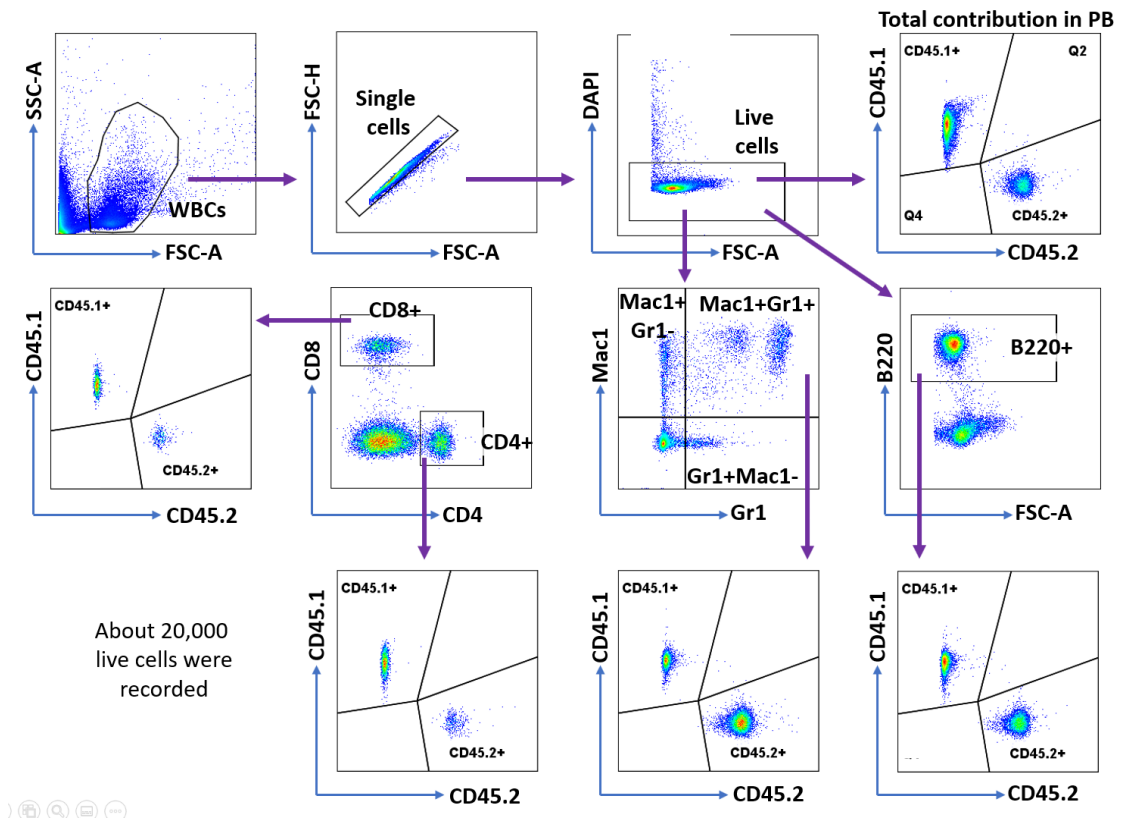 Total contribution in PB
SSC-A
WBCs
FSC-A
FSC-H
Single
cells
FSC-A
DAPI
Live
cells
FSC-A
CD45.1
CD45.1+
Q2
Q4
CD45.2+
CD45.2
CD45.1
CD45.1+
CD45.2+
CD45.2
CD8
CD8+
CD4+
CD4
Mac1
Mac1+
Gr1-
Mac1+Gr1+
Gr1+Mac1-
Gr1
B220
B220+
FSC-A
About 20,000
live cells were
recorded
CD45.1
CD45.1+
CD45.2+
CD45.2
CD45.1
CD45.1+
CD45.2+
CD45.2
CD45.1
CD45.1+
CD45.2+
CD45.2